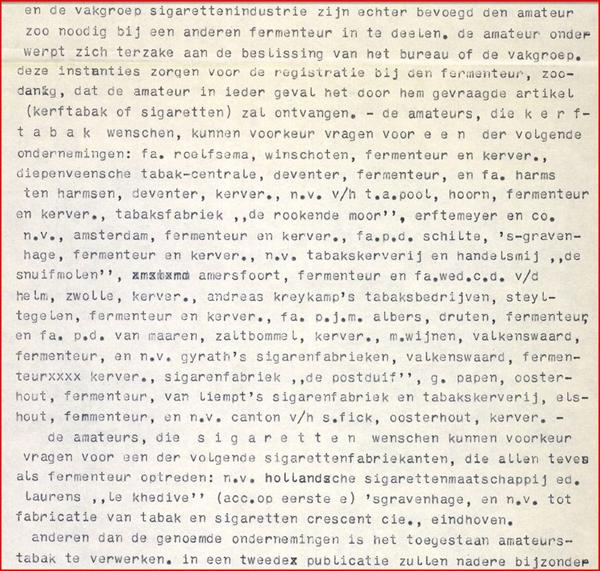 en de vakgroep sigarettenindustrie zijn echter bevoegd den amateur
zoo noodig bij een anderen fermenteur in te deelen. de amateur onder
werpt zich terzake aan de beslissing van het bureau of de vakgroep.
deze instanties zorgen voor de registratie bij den fermenteur, zoo-
dankg, dat de amateur in ieder geval het door hem gevraagde artikel
(kerftabak of sigaretten) zal ontvangen. - de amateurs, die k e r f-
t a b a k wenschen, kunnen voorkeur vragen voor e e n der volgende
ondernemingen: fa. roelfsema, winschoten, fermenteur en kerver.,
diepenveensche tabak-centrale, deventer, fermenteur, en fa. harms
ten harmsen, deventer, kerver., n.v. v/h t.a.pool, hoorn, fermenteur
en kerver., tabaksfabriek ,,de rookende moor'', erftemeyer en co.
n.v., amsterdam, fermenteur en kerver., fa.p.d. schilte, 's-graven-
hage, fermenteur en kerver., n.v. tabakskerverij en handelsmij ,,de
snuifmolen'', amersfoort, fermenteur en fa.wed.c.d. v/d
helm, zwolle, kerver., andreas kreykamp's tabaksbedrijven, steyl-
tegelen, fermenteur en kerver., fa. p.j.m. albers, druten, fermenteur,
en fa. p.d. van maaren, zaltbommel, kerver., m.wijnen, valkenswaard,
fermenteur, en n.v. gyrath's sigarenfabrieken, valkenswaard, fermen-
teurxxxx kerver., sigarenfabriek ,,de postduif'', g. papen, ooster-
hout, fermenteur, van liempt's sigarenfabriek en tabakskerverij, els-
hout, femmenteur, en n.v. canton v/h s.fick, oosterhout, kerver. -
de amateurs, die s i g a r e t t e n wenschen kunnen voorkeur
vragen voor een der volgende sigarettenfabriekanten, die allen teves
als fermenteur optreden: n.v. hollandsche sigarettenmaatschappij ed.
laurens ,,le khedive'' (acc.op eerste e) 'sgravenhage, en n.v. tot
fabricatie van tabak en sigaretten crescent cie., eindhoven.
anderen dan de genoemde ondernemingen is het toegestaan amateurs-
tabak te verwerken. in een tweedex publicatie zullen nadere bijzonder